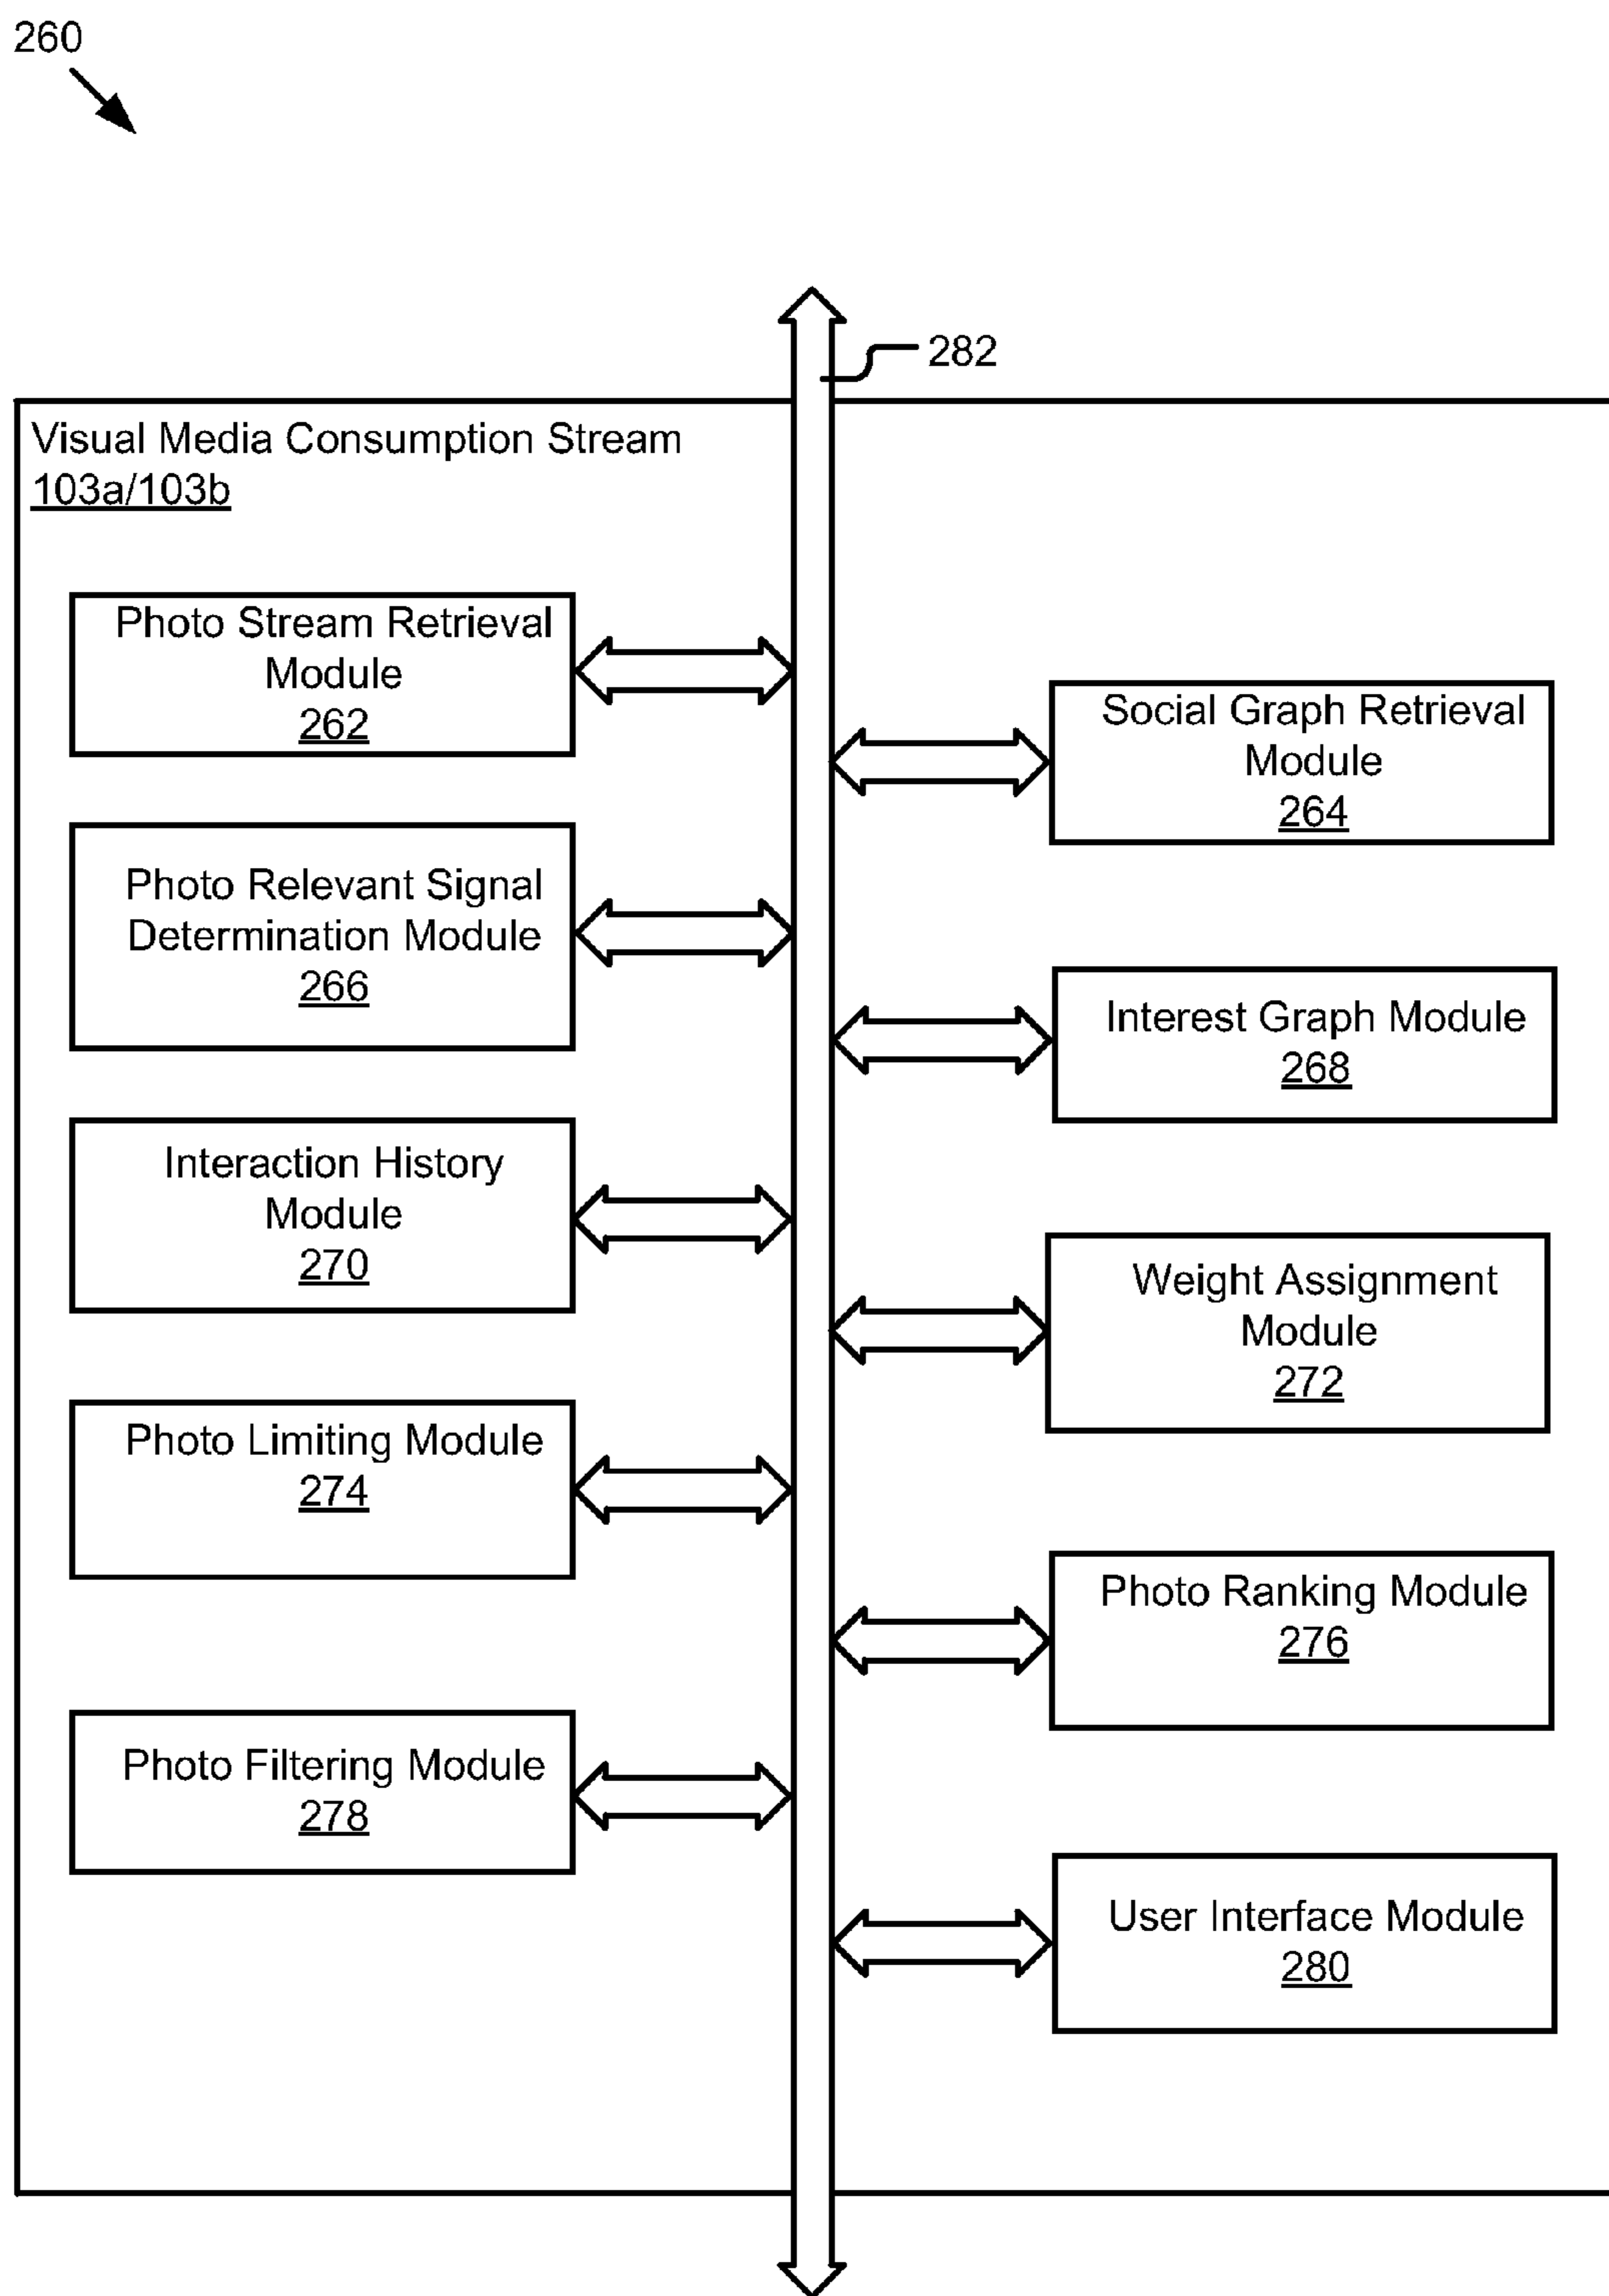 260
282
Visual Media Consumption Stream
103a/103b
Photo Stream Retrieval
Module
262
Social Graph Retrieval
Module
264
Photo Relevant Signal
Determination Module
266
Interest Graph Module
268
Interaction History
Module
270
Weight Assignment
Module
272
Photo Limiting Module
274
Photo Ranking Module
276
Photo Filtering Module
278
User Interface Module
280